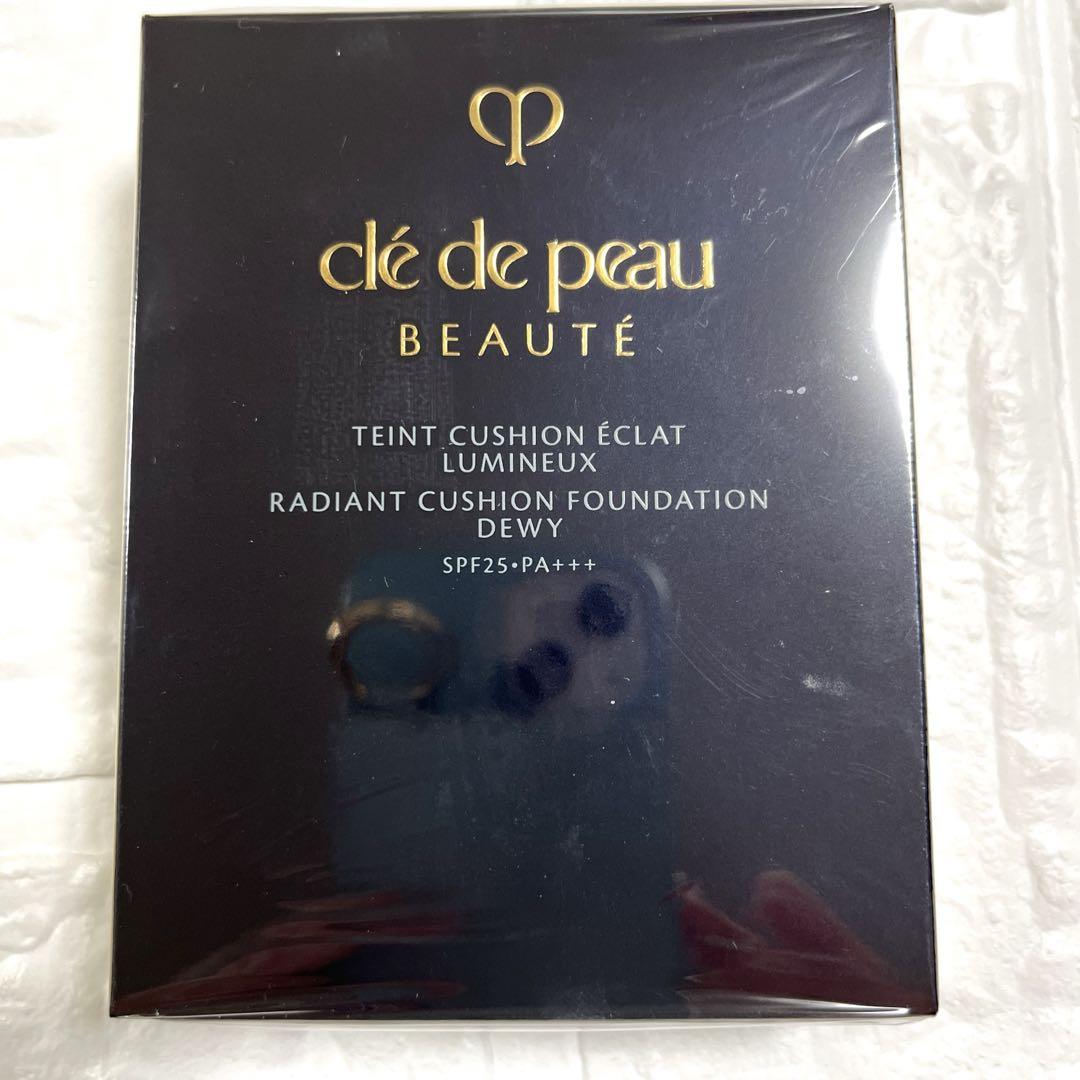 clé de peau
BEAUTÉ
TEINT CUSHION ÉCLAT
LUMINEUX
RADIANT CUSHION FOUNDATION
DEWY
SPF25•PA+++